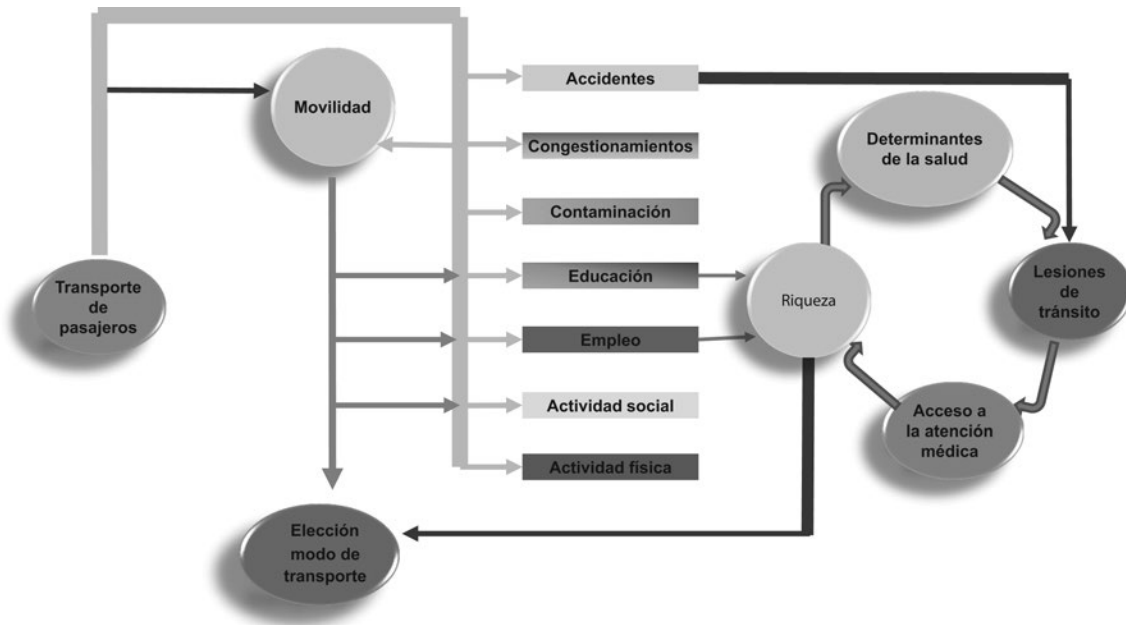 Transporte
de
pasajeros
Movilidad
Accidentes
Congestionamientos
Contaminación
Educación
Empleo
Actividad social
Actividad física
Elección
modo de
transporte
Riqueza
Determinantes
de la salud
Lesiones
de
tránsito
Acceso a
la atención
médica